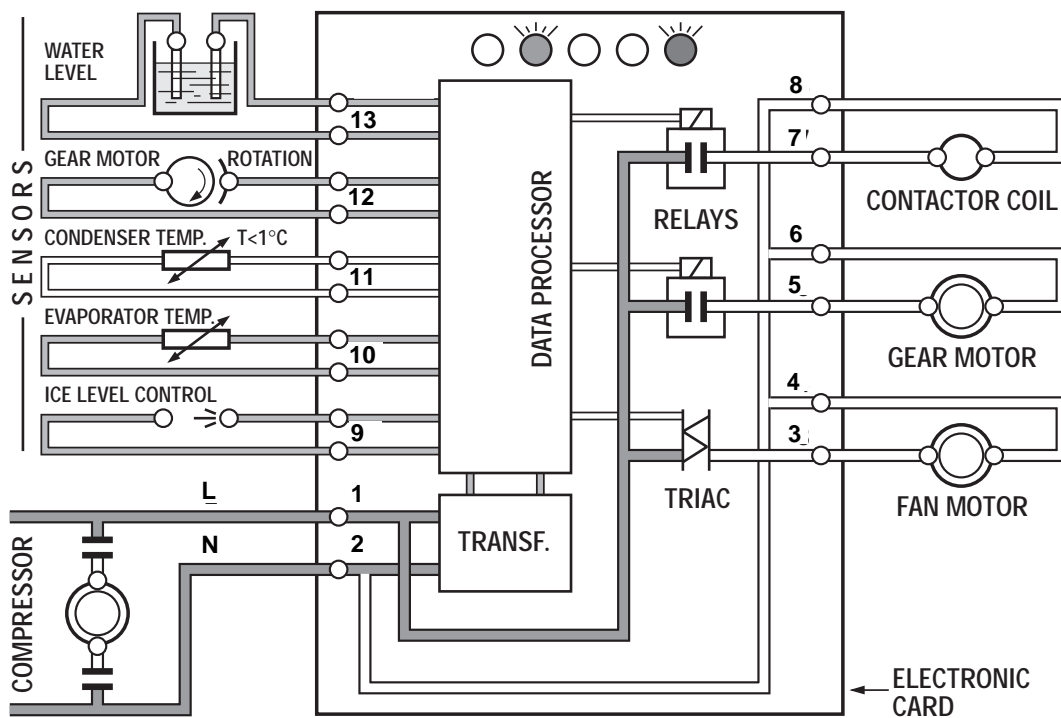 WATER
LEVEL
13
GEAR MOTOR ROTATION
12
CONDENSER TEMP. T<1°C
11
EVAPORATOR TEMP.
10
ICE LEVEL CONTROL
9
SENSORS
L
1
N
2
COMPRESSOR
DATA PROCESSOR
TRANSF.
RELAYS
TRIAC
8
7
CONTACTOR COIL
6
5
GEAR MOTOR
4
3
FAN MOTOR
ELECTRONIC
CARD